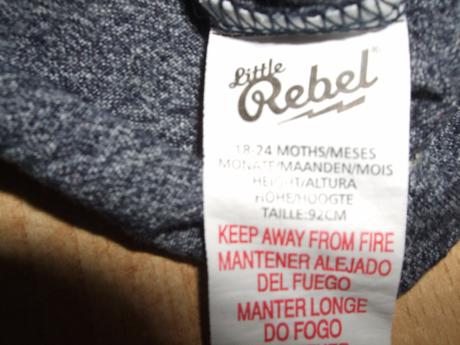 Little
Rebel®
18-24 MOTHS/MESES
MONATE/MAANDEN/MOIS
HEIGHT/ALTURA
HÖHE/HOOGTE
TAILLE:92CM
KEEP AWAY FROM FIRE
MANTENER ALEJADO
DEL FUEGO
MANTER LONGE
DO FOGO